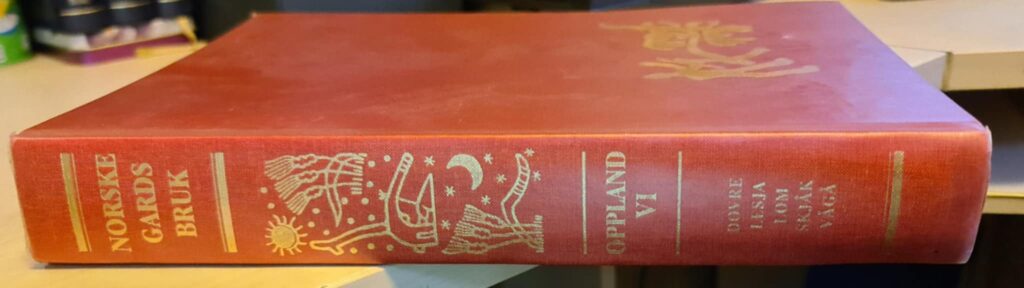 NORSKE
GARDS
BRUK
OPPLAND
VI
DOVRE
LESJA
LOM
SKJÅK
VÅGÅ